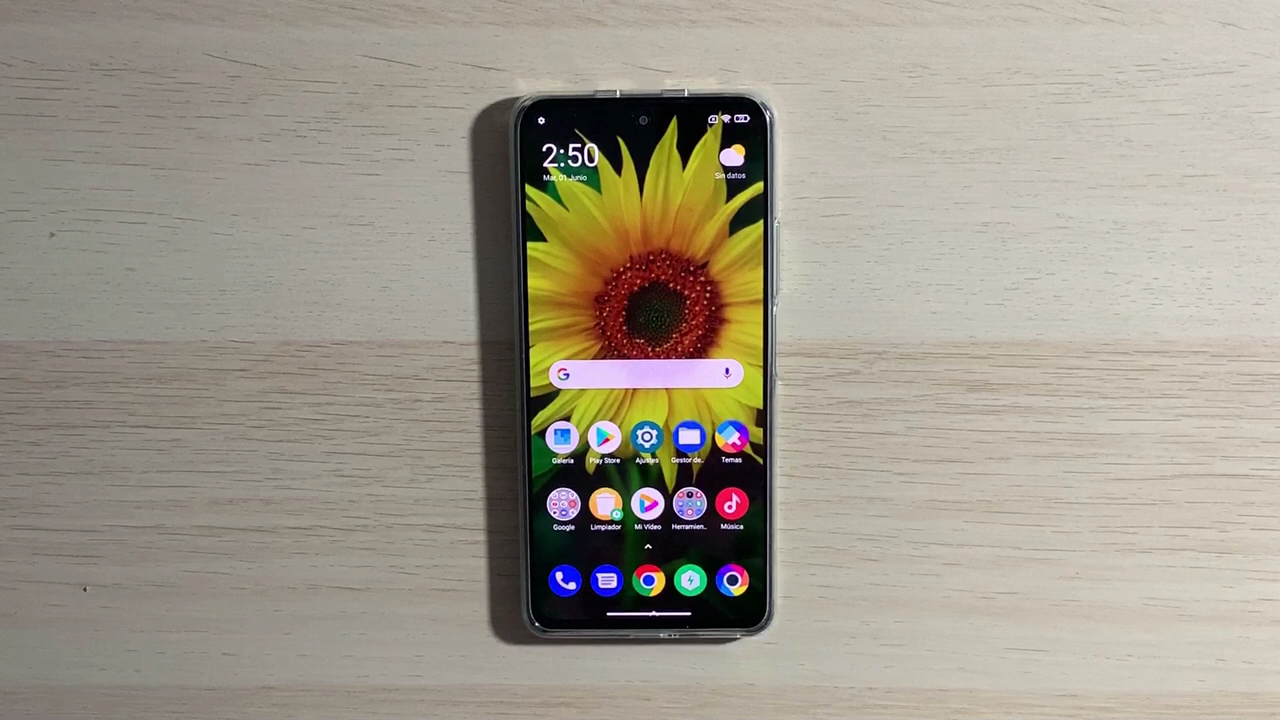 2:50
Mar, 01 Junio
Sin datos
Galería
Play Store
Ajustes
Gestor de..
Temas
Google
Limpiador
Mi Vídeo
Herramien..
Música